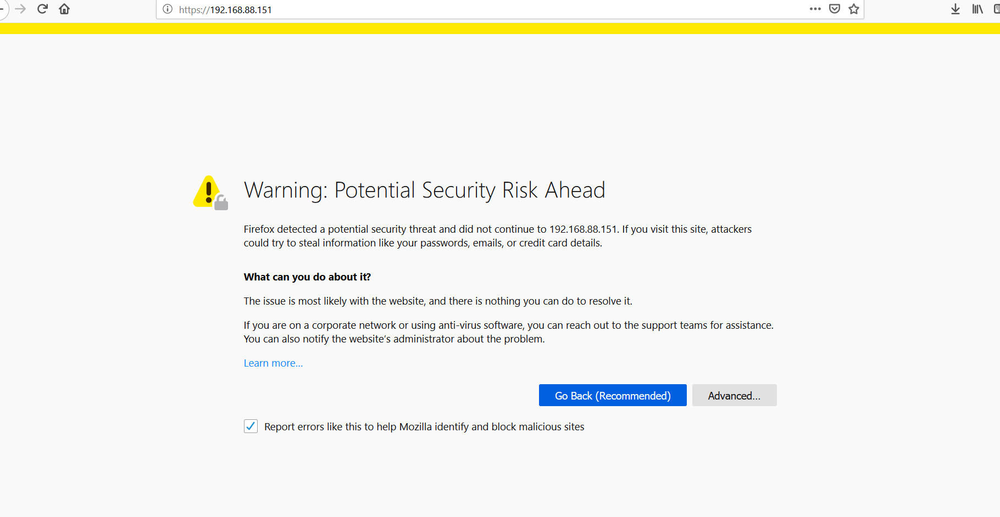 https://192.168.88.151
Warning: Potential Security Risk Ahead
Firefox detected a potential security threat and did not continue to 192.168.88.151. If you visit this site, attackers
could try to steal information like your passwords, emails, or credit card details.
What can you do about it?
The issue is most likely with the website, and there is nothing you can do to resolve it.
If you are on a corporate network or using anti-virus software, you can reach out to the support teams for assistance.
You can also notify the website’s administrator about the problem.
Learn more…
Go Back (Recommended)
Advanced…
Report errors like this to help Mozilla identify and block malicious sites